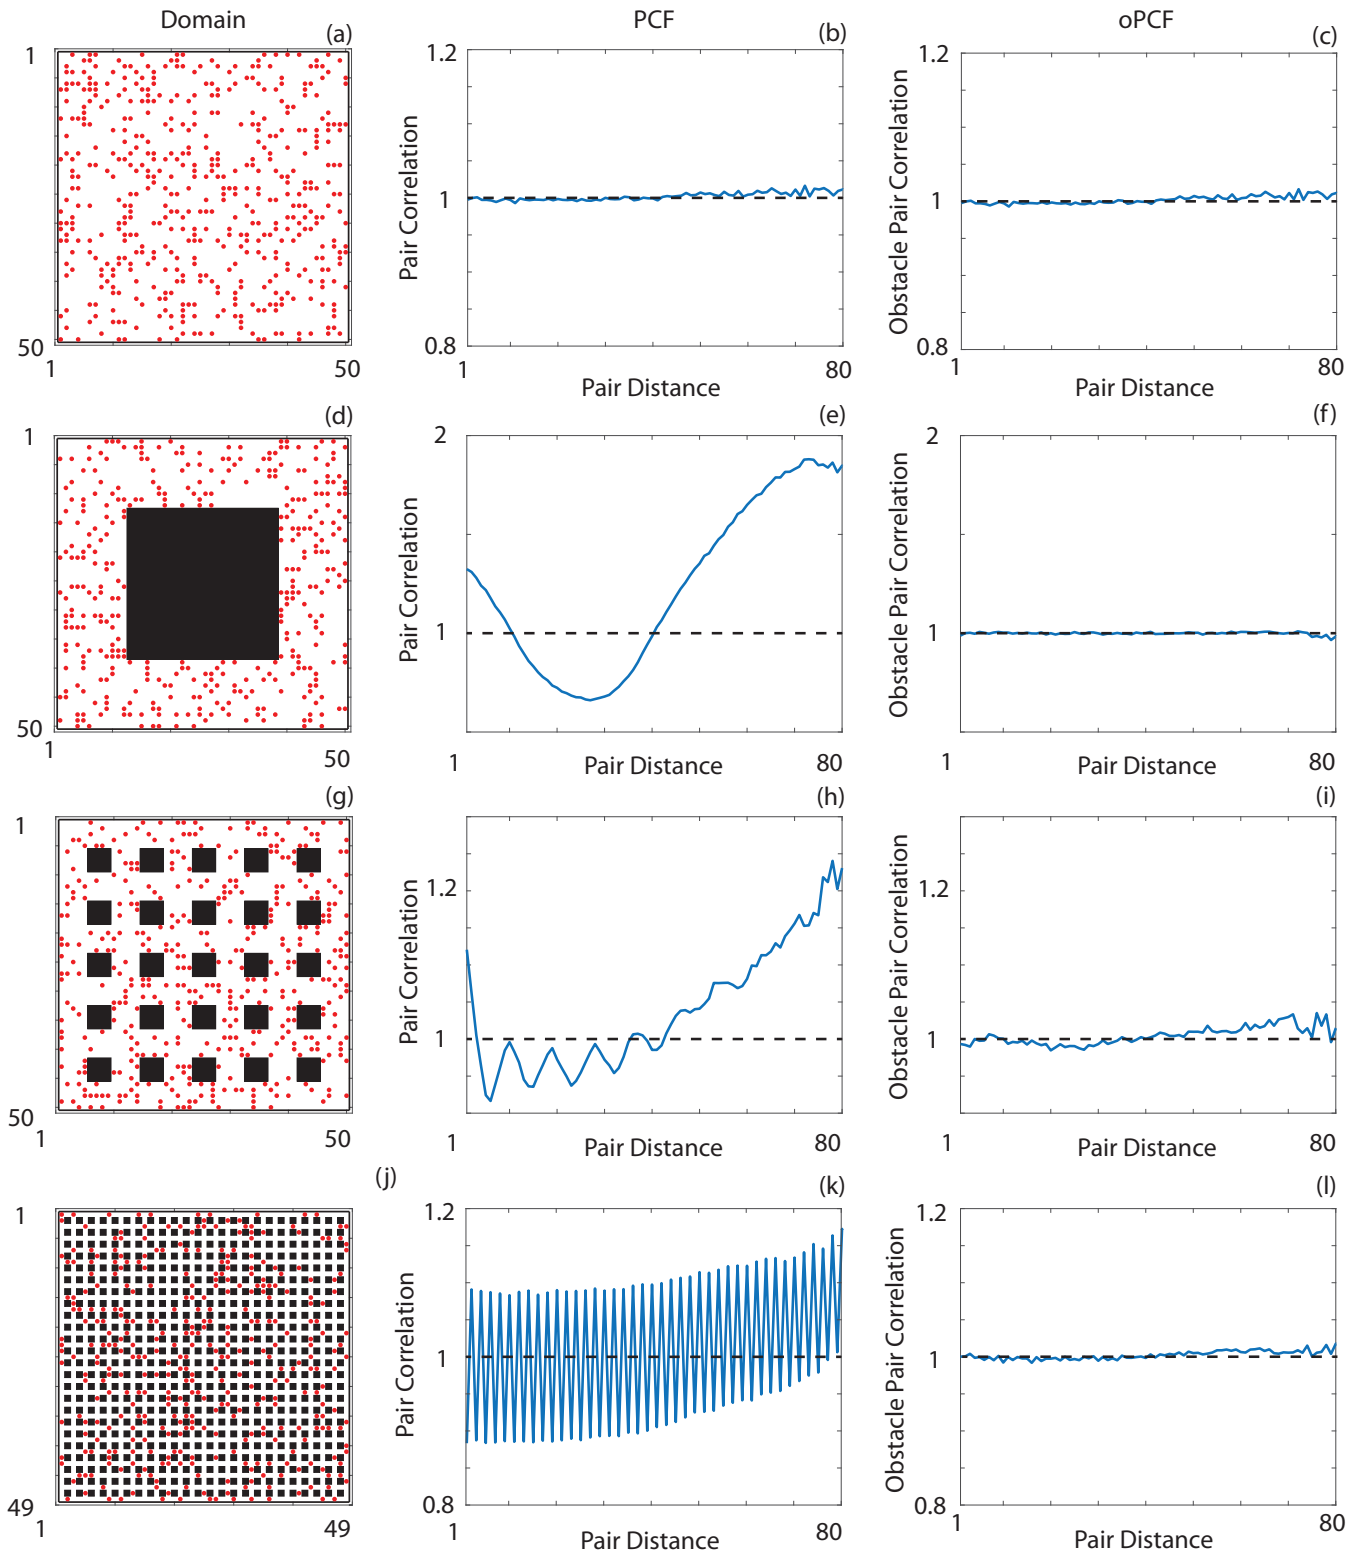 Domain PCF oPCF
(a) (b) (c)
1 50 1 50
Pair Correlation
1.2 1 0.8
1 80
Pair Distance
Obstacle Pair Correlation
1.2 1 0.8
1 80
Pair Distance
(d) (e) (f)
1 50 1 50
Pair Correlation
2 1
1 80
Pair Distance
Obstacle Pair Correlation
2 1
1 80
Pair Distance
(g) (h) (i)
1 50 1 50
Pair Correlation
1.2 1
1 80
Pair Distance
Obstacle Pair Correlation
1.2 1
1 80
Pair Distance
(j) (k) (l)
1 49 1 49
Pair Correlation
1.2 1 0.8
1 80
Pair Distance
Obstacle Pair Correlation
1.2 1 0.8
1 80
Pair Distance